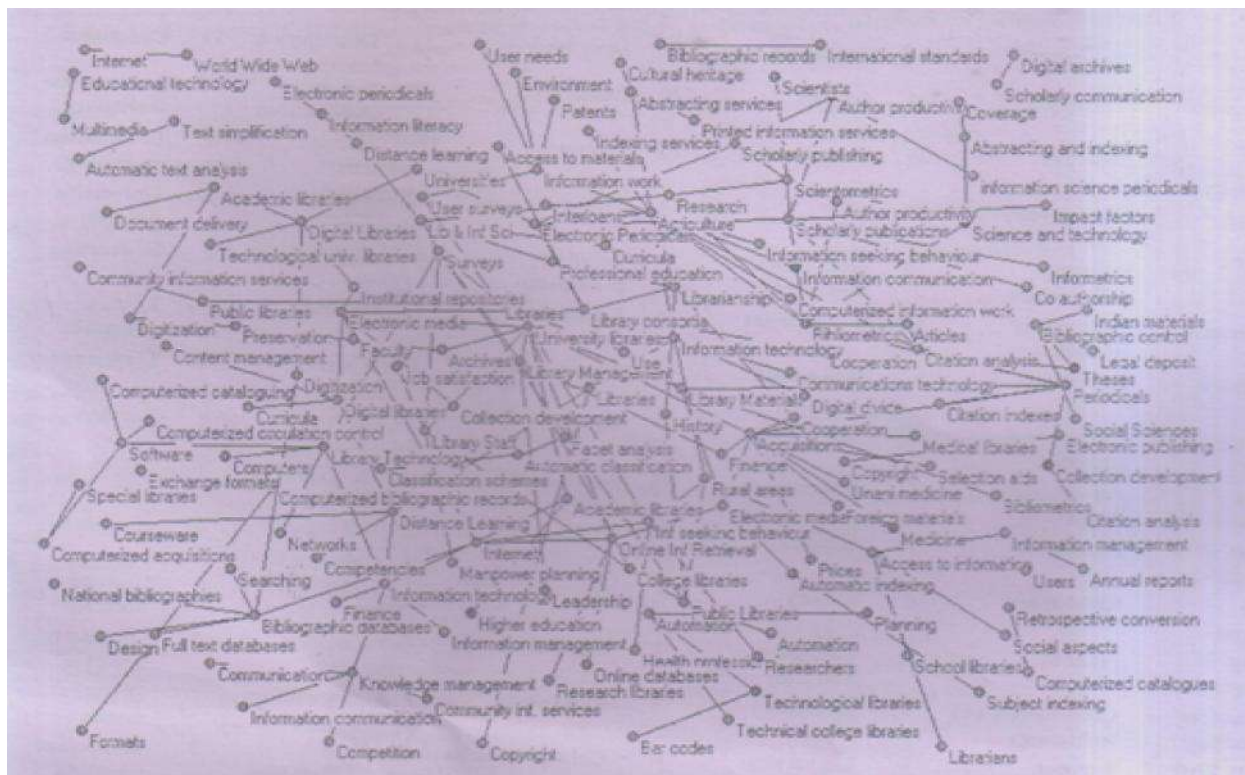 Internet
World Wide Web
Educational technology
Multimedia
Text simplification
Automatic text analysis
Electronic periodicals
Information literacy
Distance learning
User needs
Environment
Patents
Indexing services
Access to materials
Bibliographic records
International standards
Cultural heritage
Abstracting services
Printed information services
Scholarly publishing
Scientists
Author productivity
Coverage
Digital archives
Scholarly communication
Abstracting and indexing
information science periodicals
Academic libraries
Document delivery
Universities
Information work
User surveys
Interloans
Research
Scientometrics
Author productivity
Impact factors
Digital Libraries
Lib & Inf Sci
Electronic Periodicals
Agriculture
Scholarly publications
Science and technology
Technological univ. libraries
Surveys
Curricula
Information seeking behaviour
Informetrics
Community information services
Professional education
Information communication
Co authorship
Institutional repositories
Public libraries
Librarianship
Computerized information work
Indian materials
Libraries
Library consortia
Electronic media
Digitzation
Preservation
University libraries
Information technology
Articles
Bibliographic control
Faculty
Archives
Use
Cooperation
Citation analysis
Legal deposit
Content management
Job satisfaction
Library Management
Communications technology
Theses
Computerized cataloguing
Digitization
Libraries
Library Materials
Periodicals
Curricula
Digital libraries
Collection development
History
Citation indexes
Computerized circulation control
Library Staff
Facet analysis
Cooperation
Social Sciences
Software
Computers
Library Technology
Automatic classification
Acquisitions
Medical libraries
Electronic publishing
Finance
Exchange formats
Classification schemes
Copyright
Selection aids
Collection development
Special libraries
Computerized bibliographic records
Rural areas
Unani medicine
Bibliometrics
Courseware
Distance Learning
Academic libraries
Electronic media
foreign materials
Citation analysis
Networks
Internet
Inf seeking behaviour
Medicine
Information management
Computerized acquisitions
Competencies
Online Inf Retrieval
Searching
Manpower planning
College libraries
Prices
Access to information
Users
Annual reports
National bibliographies
Finance
Information technology
Leadership
Automatic indexing
Public Libraries
Bibliographic databases
Higher education
Automation
Planning
Retrospective conversion
Design
Full text databases
Information management
Automation
Social aspects
Communication
Online databases
Researchers
School libraries
Knowledge management
Research libraries
Computerized catalogues
Information communication
Community inf. services
Technological libraries
Subject indexing
Formats
Competition
Copyright
Bar codes
Technical college libraries
Librarians